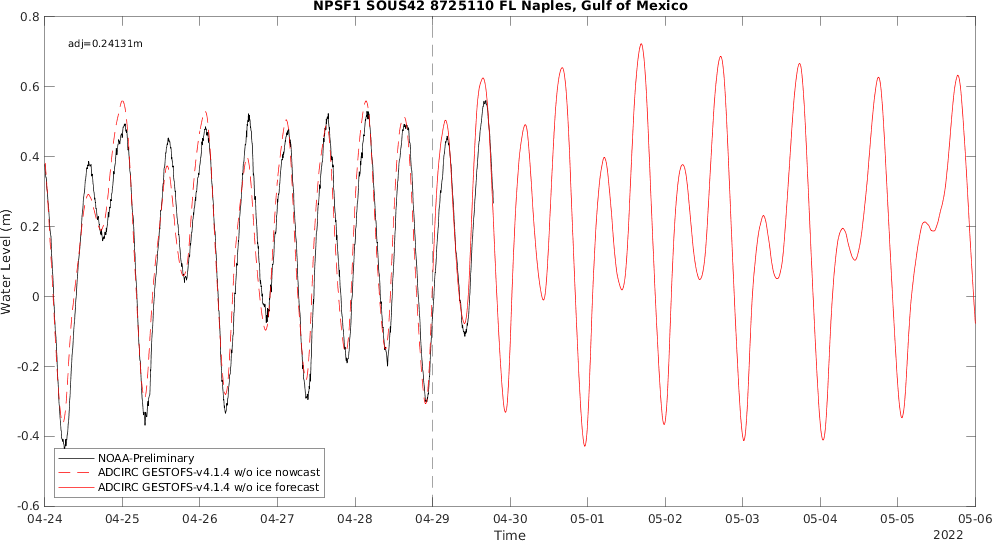 NPSF1 SOUS42 8725110 FL Naples, Gulf of Mexico
adj=0.24131m
0.8
0.6
0.4
0.2
0
-0.2
-0.4
-0.6
Water Level (m)
NOAA-Preliminary
ADCIRC GESTOFS-v4.1.4 w/o ice nowcast
ADCIRC GESTOFS-v4.1.4 w/o ice forecast
04-24 04-25 04-26 04-27 04-28 04-29 04-30 05-01 05-02 05-03 05-04 05-05 05-06
Time
2022